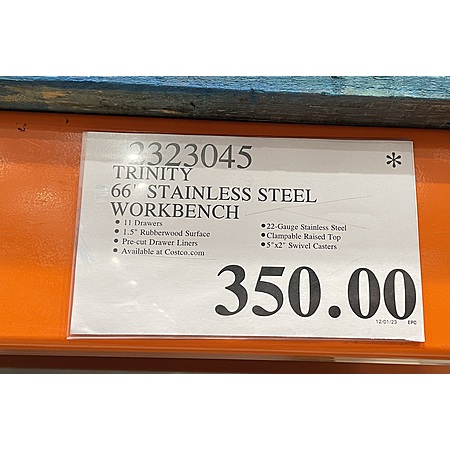 2323045 *
TRINITY
66" STAINLESS STEEL
WORKBENCH
• 11 Drawers
• 1.5" Rubberwood Surface
• Pre-cut Drawer Liners
• Available at Costco.com
• 22-Gauge Stainless Steel
• Clampable Raised Top
• 5"x2" Swivel Casters
350.00
12/01/23 EPC